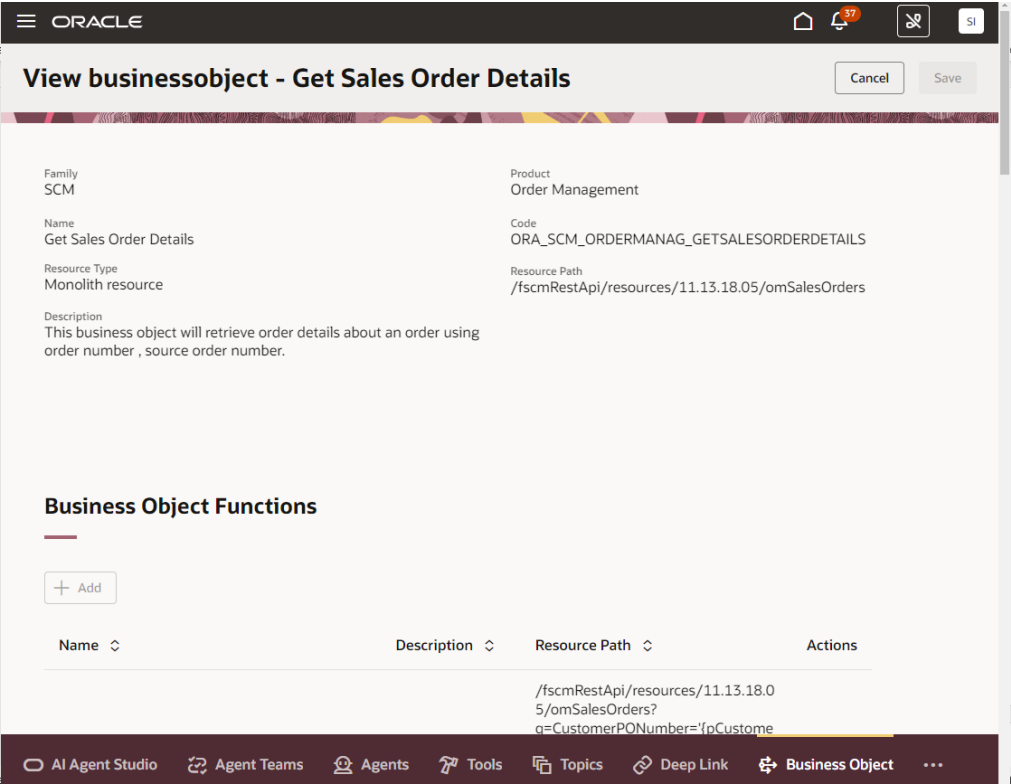 ORACLE
37
SI
View businessobject - Get Sales Order Details
Cancel
Save
Family
SCM
Product
Order Management
Name
Get Sales Order Details
Code
ORA_SCM_ORDERMANAG_GETSALESORDERDETAILS
Resource Type
Monolith resource
Resource Path
/fscmRestApi/resources/11.13.18.05/omSalesOrders
Description
This business object will retrieve order details about an order using
order number , source order number.
Business Object Functions
Add
Name
Description
Resource Path
Actions
/fscmRestApi/resources/11.13.18.0
5/omSalesOrders?
q=CustomerPONumber='{pCustome
AI Agent Studio
Agent Teams
Agents
Tools
Topics
Deep Link
Business Object